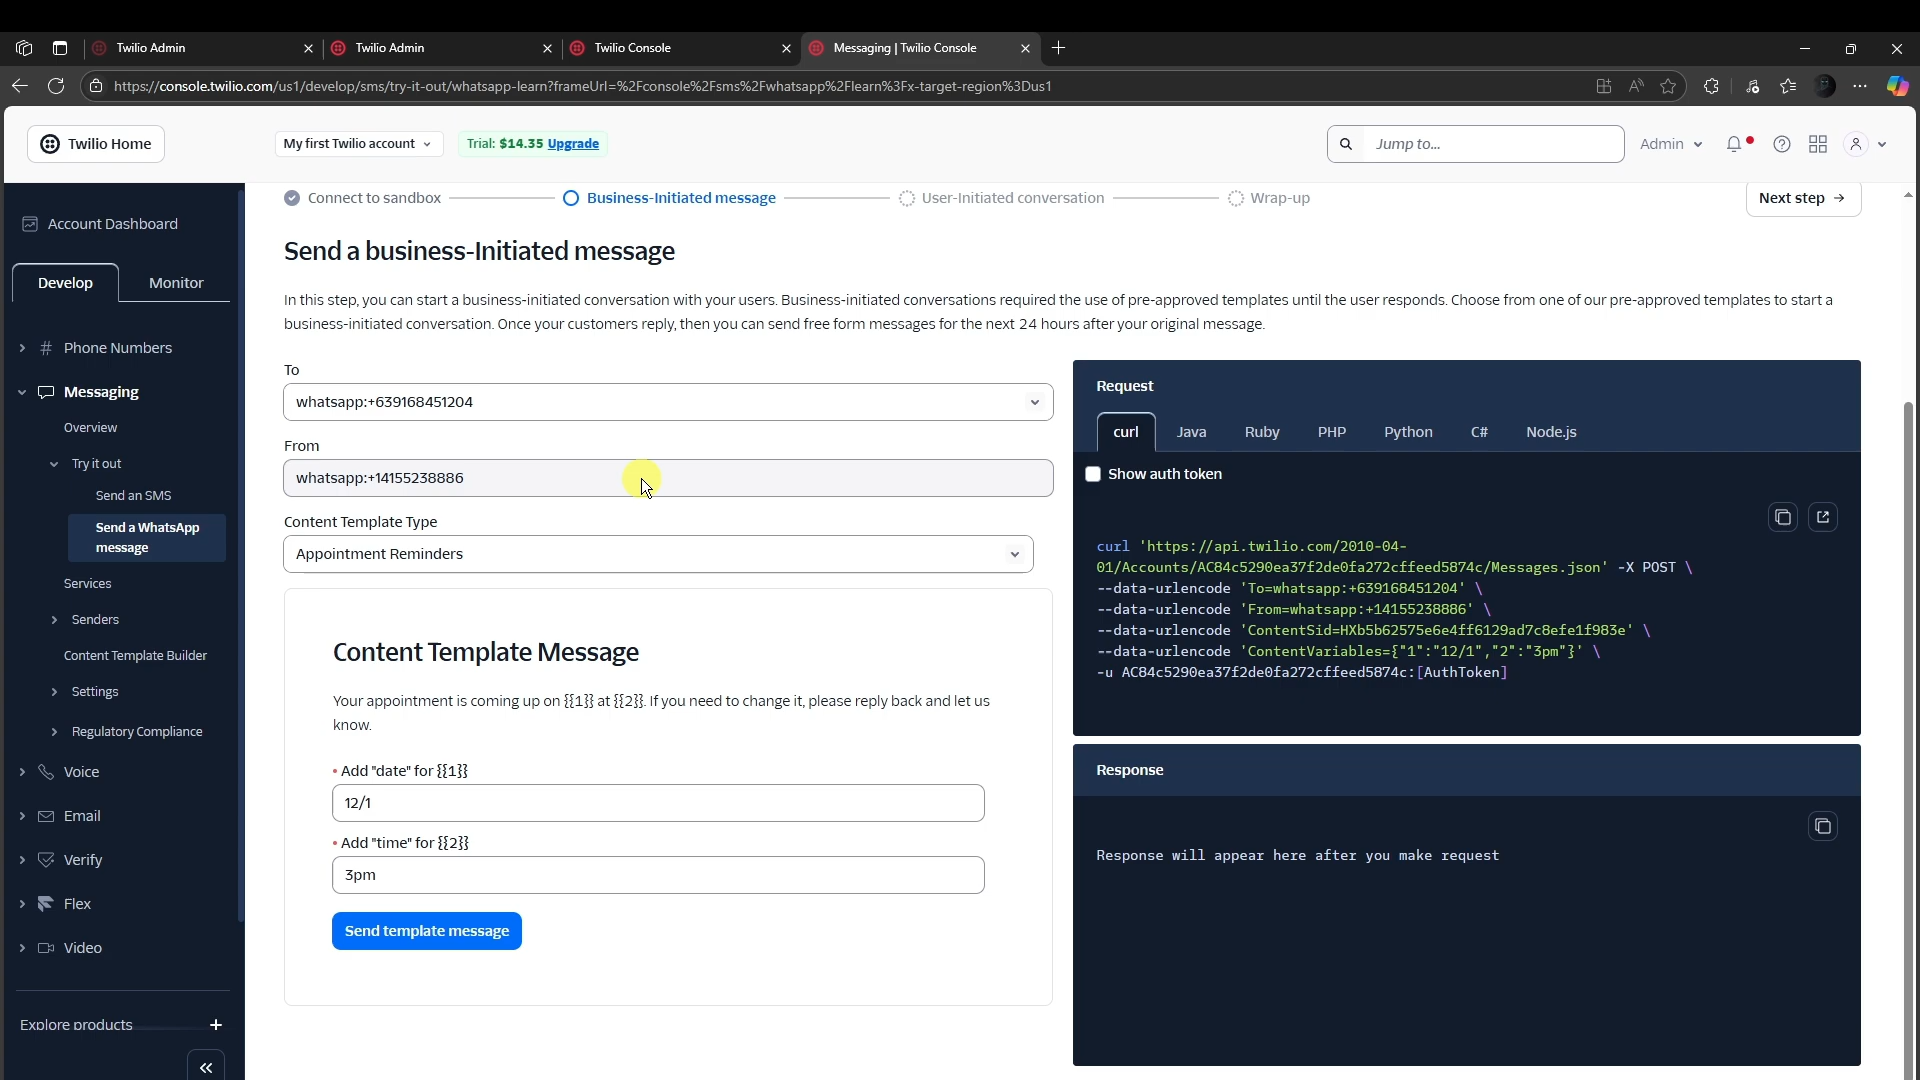 Twilio Admin
Twilio Admin
Twilio Console
Messaging | Twilio Console
https://console.twilio.com/us1/develop/sms/try-it-out/whatsapp-learn?frameUrl=%2Fconsole%2Fsms%2Fwhatsapp%2Flearn%3Fx-target-region%3Dus1
Twilio Home
My first Twilio account
Trial: $14.35 Upgrade
Jump to...
Admin
Account Dashboard
Develop
Monitor
# Phone Numbers
Messaging
Overview
Try it out
Send an SMS
Send a WhatsApp
message
Services
Senders
Content Template Builder
Settings
Regulatory Compliance
Voice
Email
Verify
Flex
Video
Explore products
Connect to sandbox
Business-Initiated message
User-Initiated conversation
Wrap-up
Next step →
Send a business-Initiated message
In this step, you can start a business-initiated conversation with your users. Business-initiated conversations required the use of pre-approved templates until the user responds. Choose from one of our pre-approved templates to start a
business-initiated conversation. Once your customers reply, then you can send free form messages for the next 24 hours after your original message.
To
whatsapp:+639168451204
From
whatsapp:+14155238886
Content Template Type
Appointment Reminders
Content Template Message
Your appointment is coming up on {{1}} at {{2}}. If you need to change it, please reply back and let us
know.
• Add "date" for {{1}}
12/1
• Add "time" for {{2}}
3pm
Send template message
Request
curl
Java
Ruby
PHP
Python
C#
Node.js
Show auth token
curl 'https://api.twilio.com/2010-04-
01/Accounts/AC84c5290ea37f2de0fa272cffeed5874c/Messages.json' -X POST \
--data-urlencode 'To=whatsapp:+639168451204' \
--data-urlencode 'From=whatsapp:+14155238886' \
--data-urlencode 'ContentSid=HXb5b62575e6e4ff6129ad7c8efe1f983e' \
--data-urlencode 'ContentVariables={"1":"12/1","2":"3pm"}' \
-u AC84c5290ea37f2de0fa272cffeed5874c:[AuthToken]
Response
Response will appear here after you make request